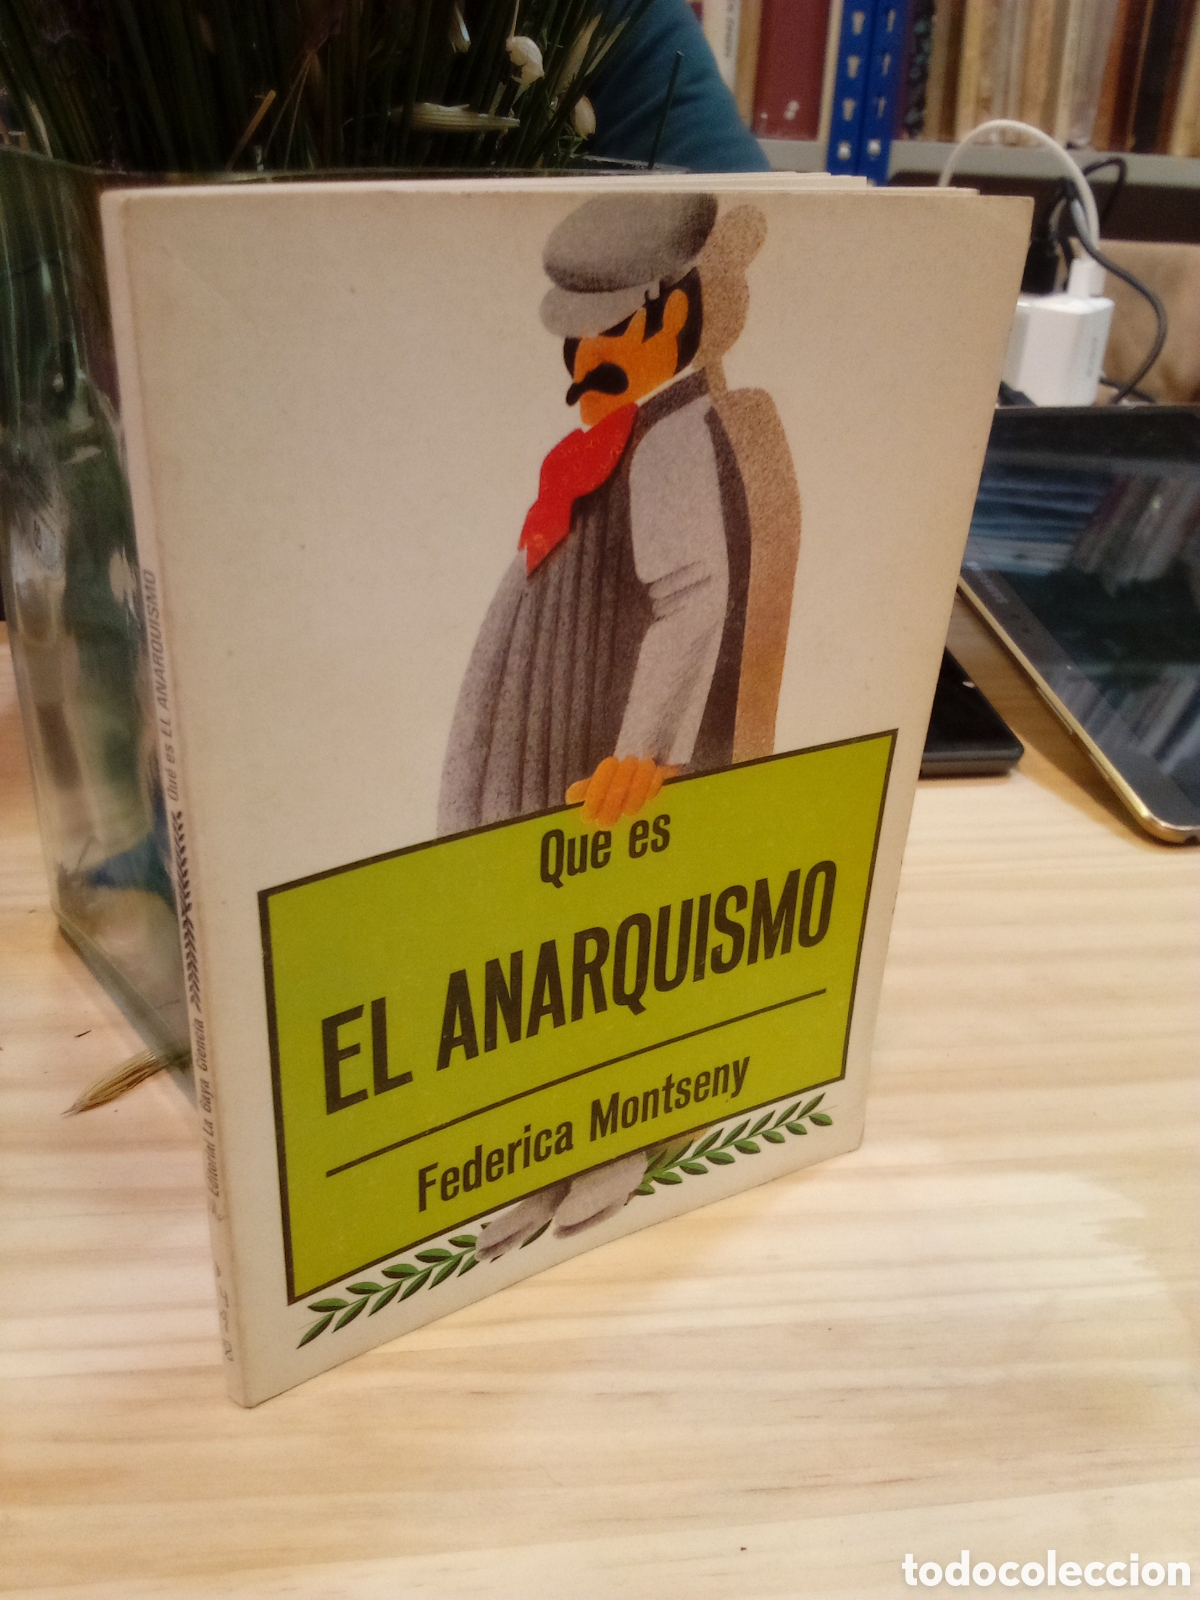 Que es
EL ANARQUISMO
Federica Montseny
Qué es EL ANARQUISMO
Editorial La Gaya Ciencia
todocoleccion